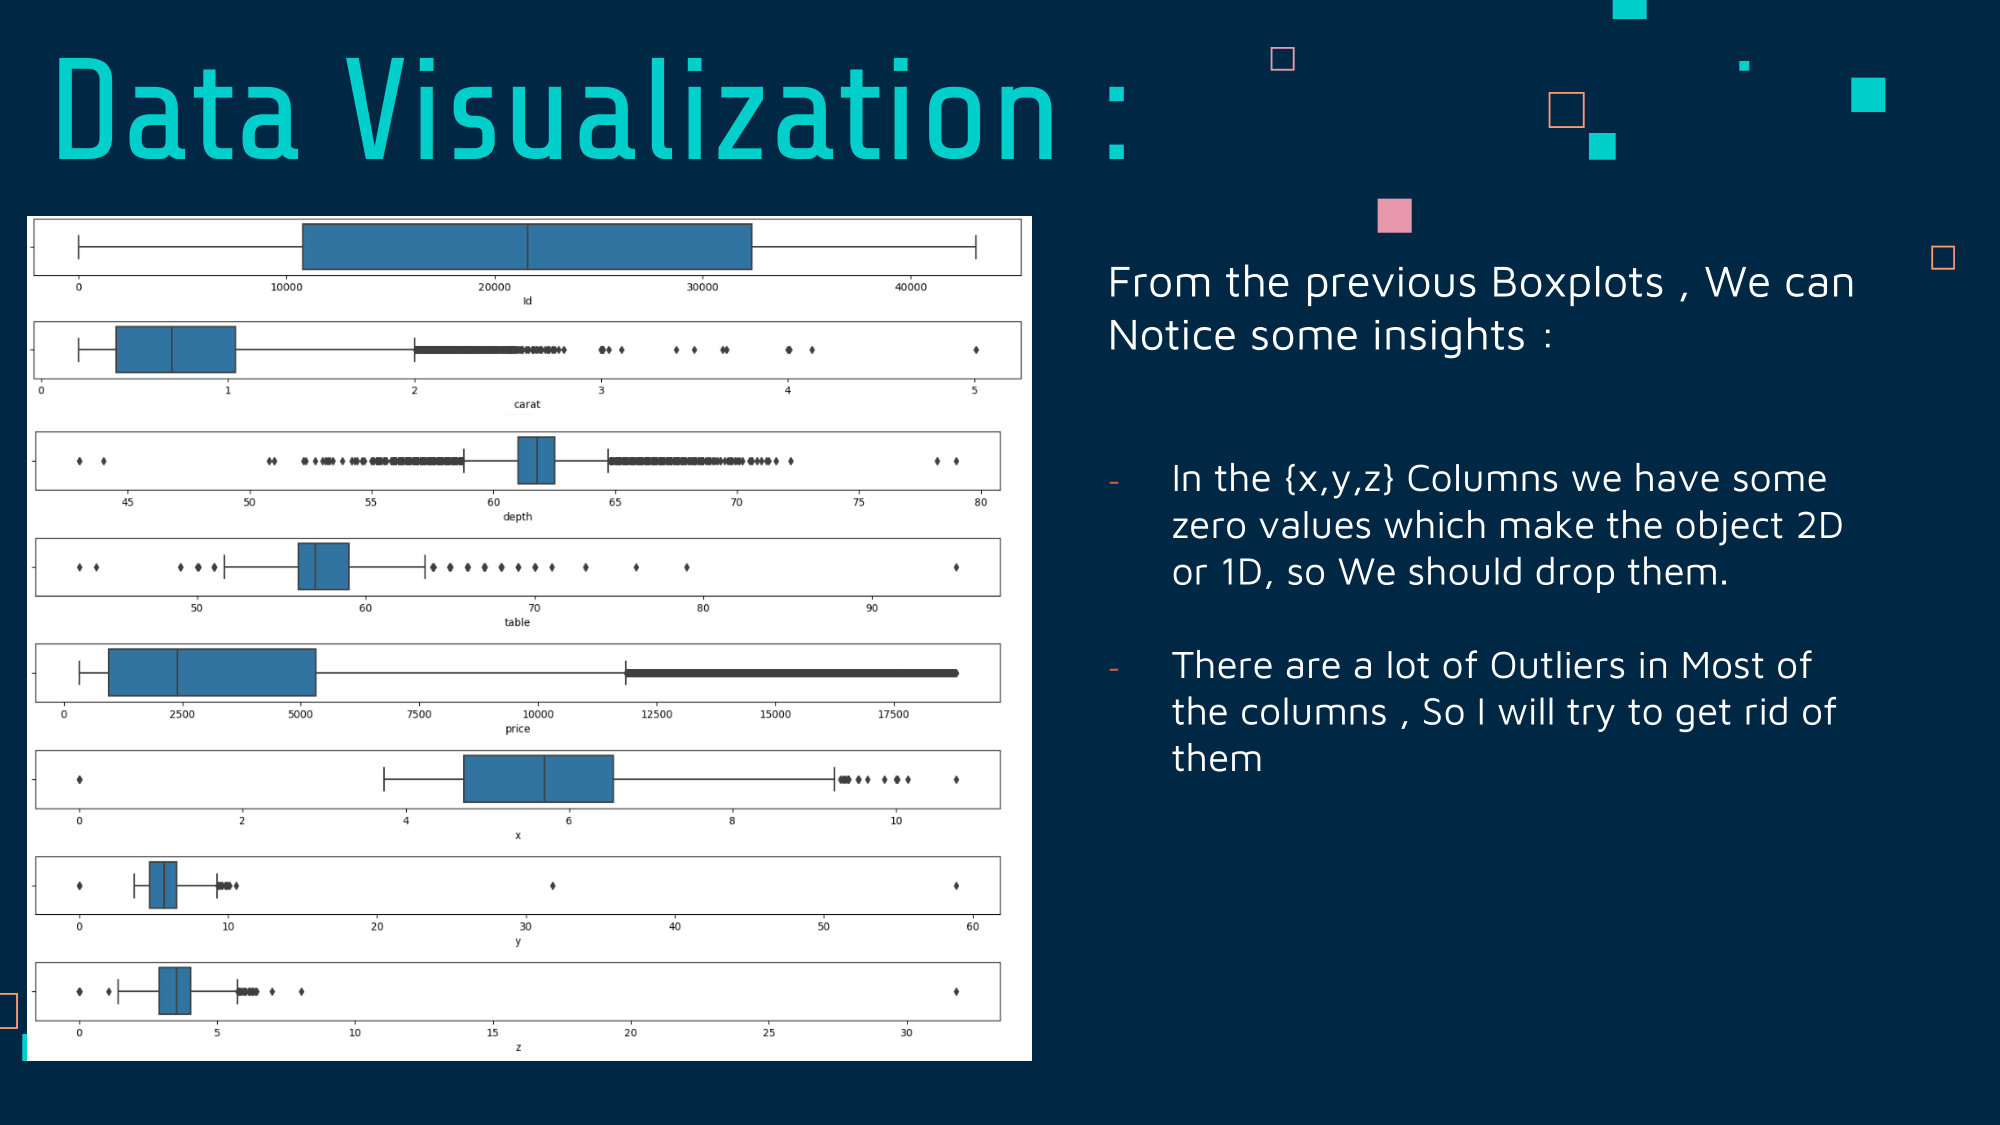 Data Visualization :
0 10000 20000 30000 40000
Id
0 1 2 3 4 5
carat
45 50 55 60 65 70 75 80
depth
50 60 70 80 90
table
0 2500 5000 7500 10000 12500 15000 17500
price
0 2 4 6 8 10
x
0 10 20 30 40 50 60
y
0 5 10 15 20 25 30
z
From the previous Boxplots , We can
Notice some insights :
- In the {x,y,z} Columns we have some
zero values which make the object 2D
or 1D, so We should drop them.
- There are a lot of Outliers in Most of
the columns , So I will try to get rid of
them